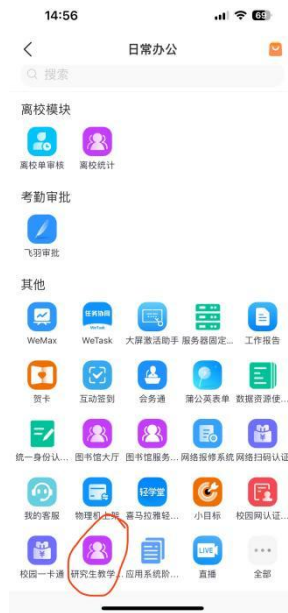 14:56
69
日常办公
搜索
离校模块
离校单审核
离校统计
考勤审批
飞羽审批
其他
任务协同
WeTask
WeMax
WeTask
大屏激活助手
服务器固定...
工作报告
贺卡
互动签到
会务通
蒲公英表单
数据资源使...
统一身份认...
图书馆大厅
图书馆服务...
网络报修系统
网络扫码认证
轻学堂
我的客服
物理机上架
喜马拉雅轻...
小目标
校园网认证...
LIVE
校园一卡通
研究生教学...
应用系统阶...
直播
全部